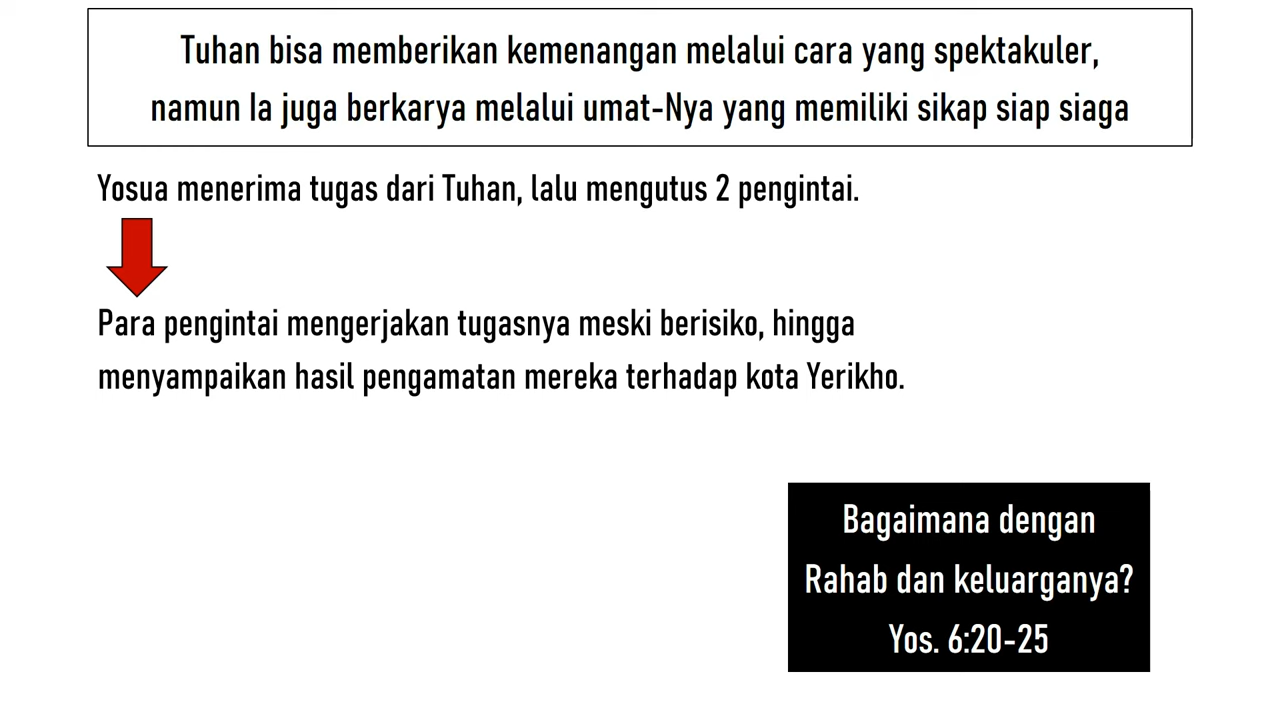 Tuhan bisa memberikan kemenangan melalui cara yang spektakuler,
namun Ia juga berkarya melalui umat-Nya yang memiliki sikap siap siaga
Yosua menerima tugas dari Tuhan, lalu mengutus 2 pengintai.
Para pengintai mengerjakan tugasnya meski berisiko, hingga
menyampaikan hasil pengamatan mereka terhadap kota Yerikho.
Bagaimana dengan
Rahab dan keluarganya?
Yos. 6:20-25